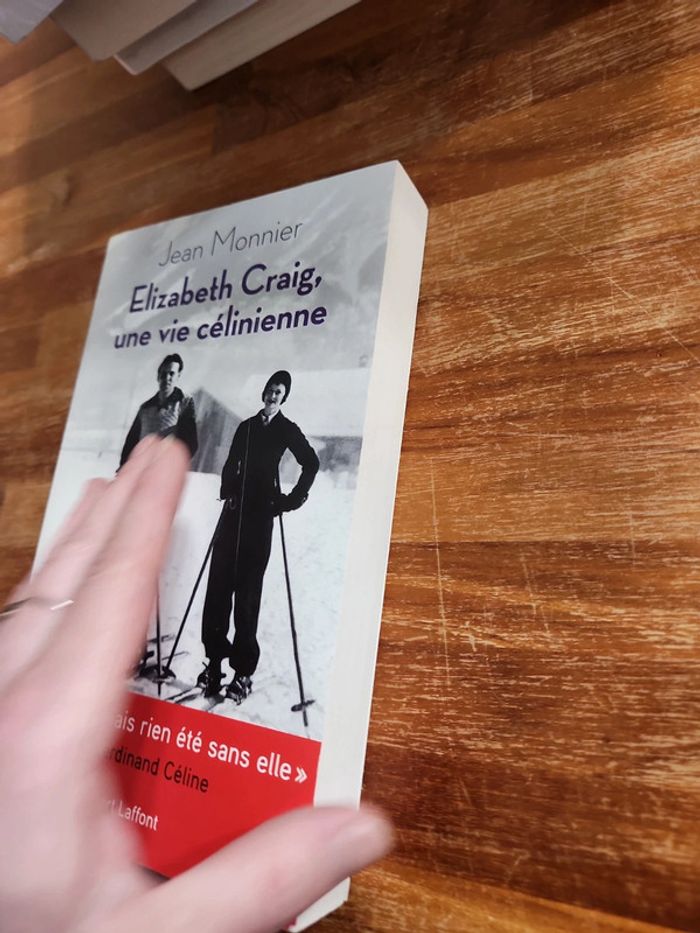 Jean Monnier
Elizabeth Craig,
une vie célinienne
ais rien été sans elle »
rdinand Céline
rt Laffont